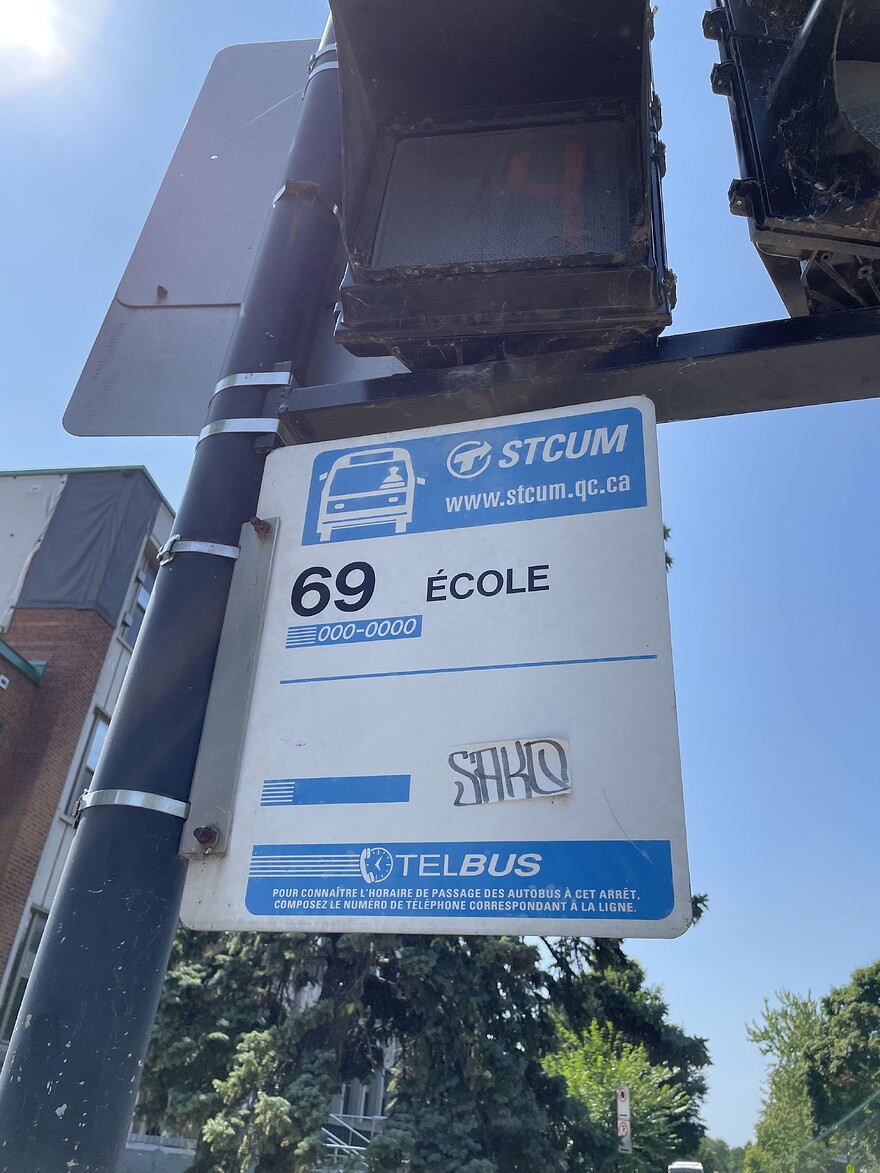 STCUM
www.stcum.qc.ca
69 ÉCOLE
000-0000
SAKO
TELBUS
POUR CONNAÎTRE L'HORAIRE DE PASSAGE DES AUTOBUS À CET ARRÊT,
COMPOSEZ LE NUMÉRO DE TÉLÉPHONE CORRESPONDANT À LA LIGNE.